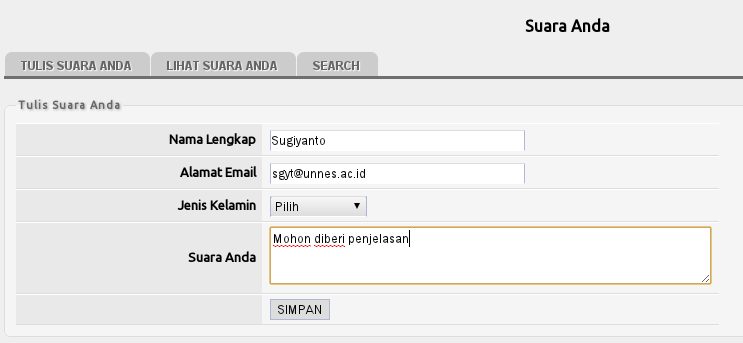 Suara Anda
TULIS SUARA ANDA LIHAT SUARA ANDA SEARCH
Tulis Suara Anda
Nama Lengkap Sugiyanto
Alamat Email sgyt@unnes.ac.id
Jenis Kelamin Pilih
Suara Anda Mohon diberi penjelasan
SIMPAN